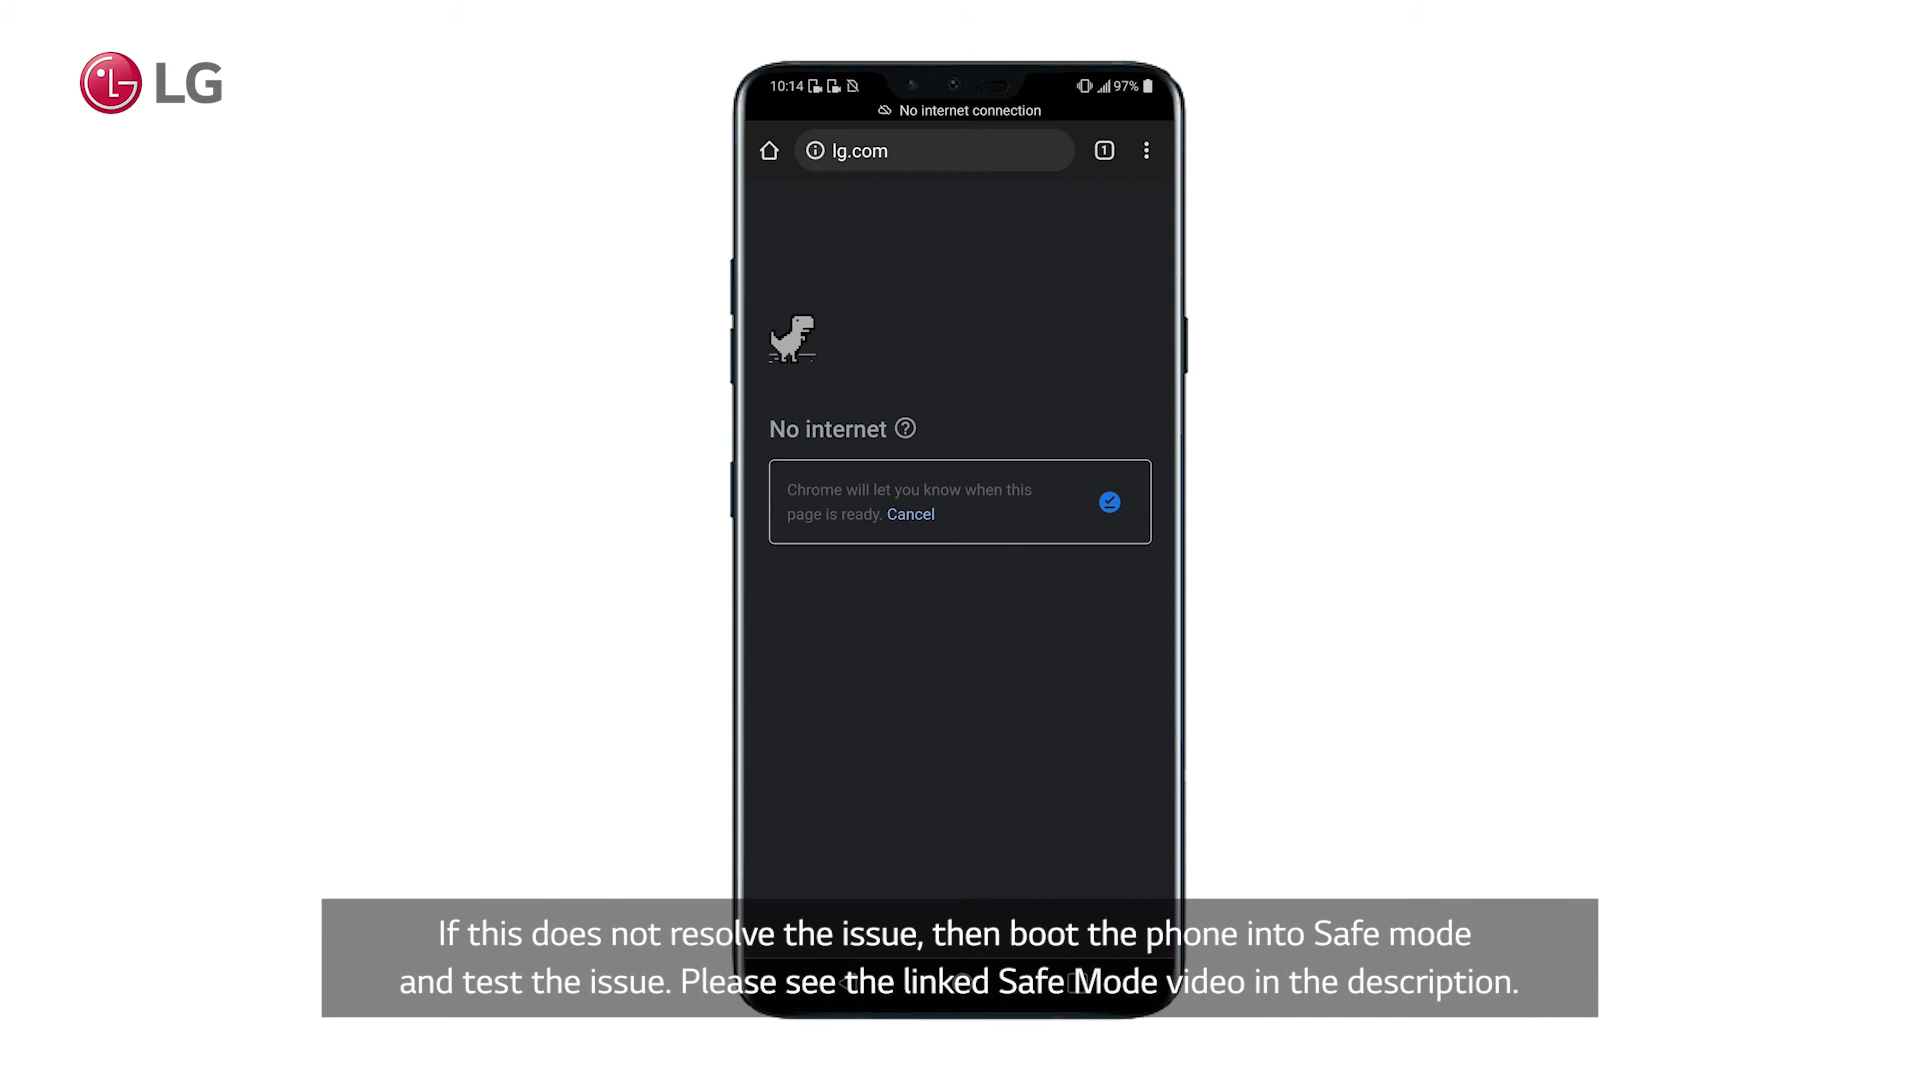 LG
10:14
97%
No internet connection
lg.com
1
No internet
Chrome will let you know when this
page is ready. Cancel
If this does not resolve the issue, then boot the phone into Safe mode
and test the issue. Please see the linked Safe Mode video in the description.